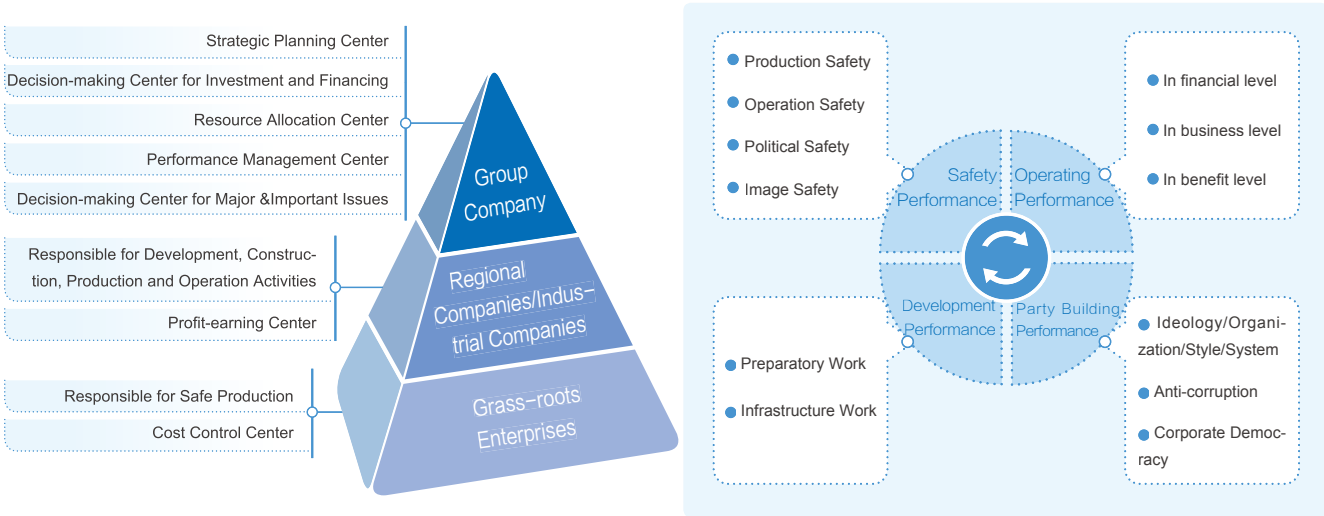 Strategic Planning Center
Decision-making Center for Investment and Financing
Resource Allocation Center
Performance Management Center
Decision-making Center for Major &Important Issues
Responsible for Development, Construc-
tion, Production and Operation Activities
Profit-earning Center
Responsible for Safe Production
Cost Control Center
Group
Company
Regional
Companies/Indus-
trial Companies
Grass-roots
Enterprises
Production Safety
Operation Safety
Political Safety
Image Safety
In financial level
In business level
In benefit level
Safety
Performance
Operating
Performance
Development
Performance
Party Building
Performance
Preparatory Work
Infrastructure Work
Ideology/Organi-
zation/Style/System
Anti-corruption
Corporate Democ-
racy